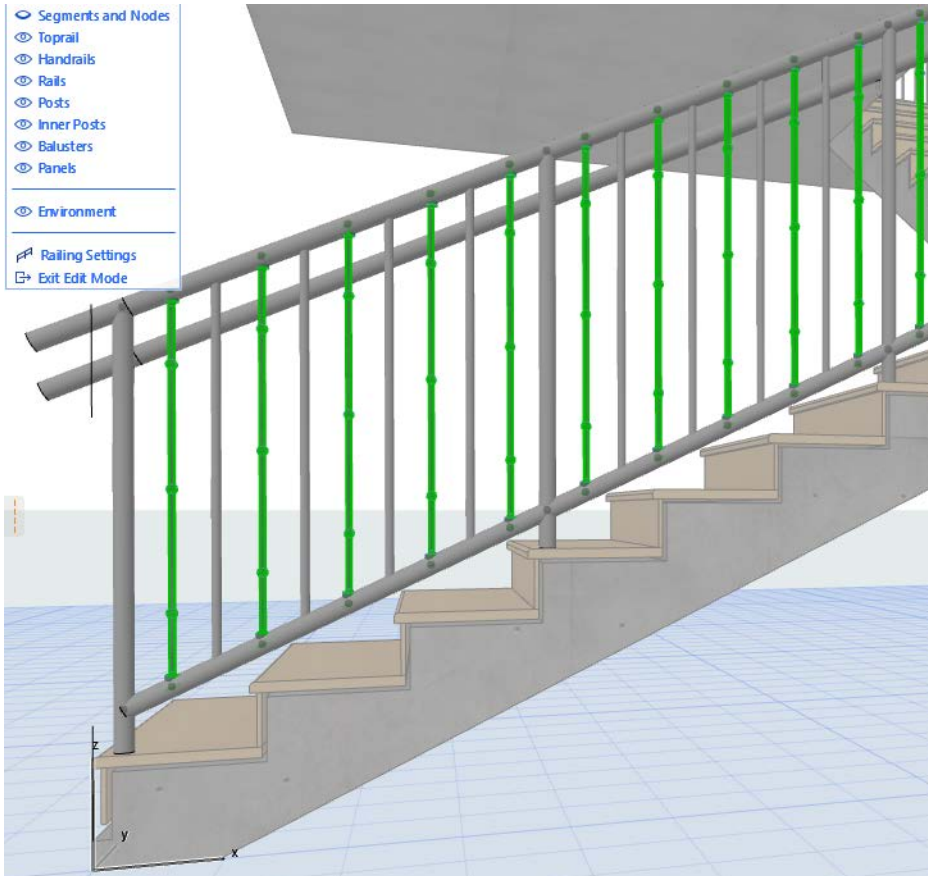 Segments and Nodes
Toprail
Handrails
Rails
Posts
Inner Posts
Balusters
Panels
Environment
Railing Settings
Exit Edit Mode
z
y
x